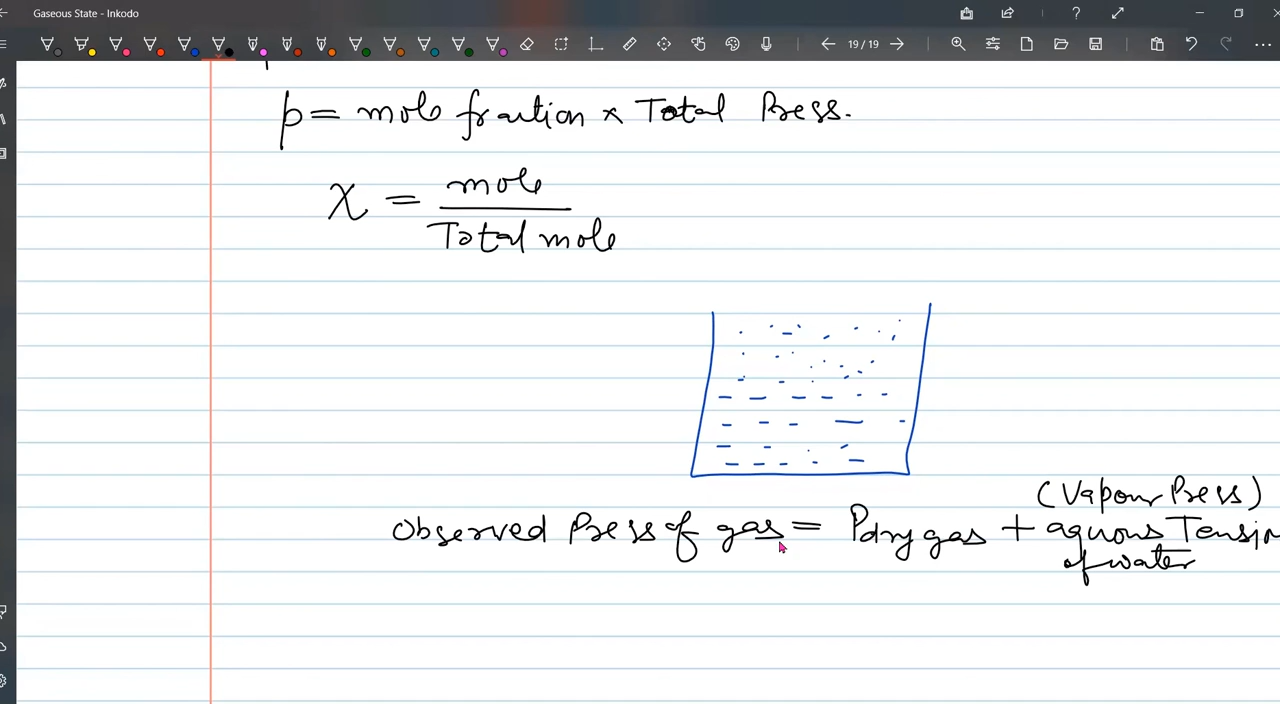 Gaseous State - Inkodo
19 / 19
p = mole fraction × Total Press.
χ = mole
Total mole
(Vapour Press)
Observed Press of gas = Pdry gas + aquous Tension
of water